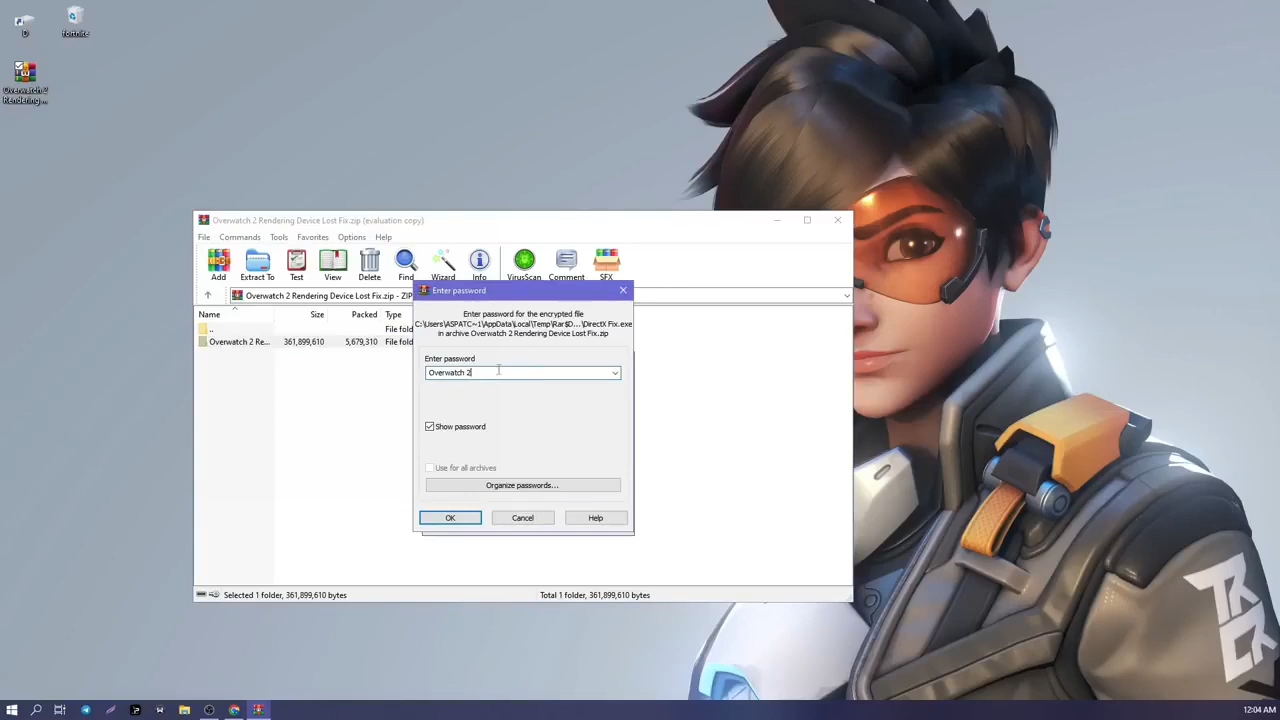 D
fortnite
Overwatch 2
Rendering ...
Overwatch 2 Rendering Device Lost Fix.zip (evaluation copy)
File Commands Tools Favorites Options Help
Add Extract To Test View Delete Find Wizard Info VirusScan Comment SFX
Overwatch 2 Rendering Device Lost Fix.zip - ZIP
Name Size Packed Type
.. File fold
Overwatch 2 Re... 361,899,610 5,679,310 File fold
Enter password
Enter password for the encrypted file
C:\Users\ASPATC~1\AppData\Local\Temp\Rar$D...\DirectX Fix.exe
in archive Overwatch 2 Rendering Device Lost Fix.zip
Enter password
Overwatch 2
Show password
Use for all archives
Organize passwords...
OK Cancel Help
Selected 1 folder, 361,899,610 bytes Total 1 folder, 361,899,610 bytes
12:04 AM